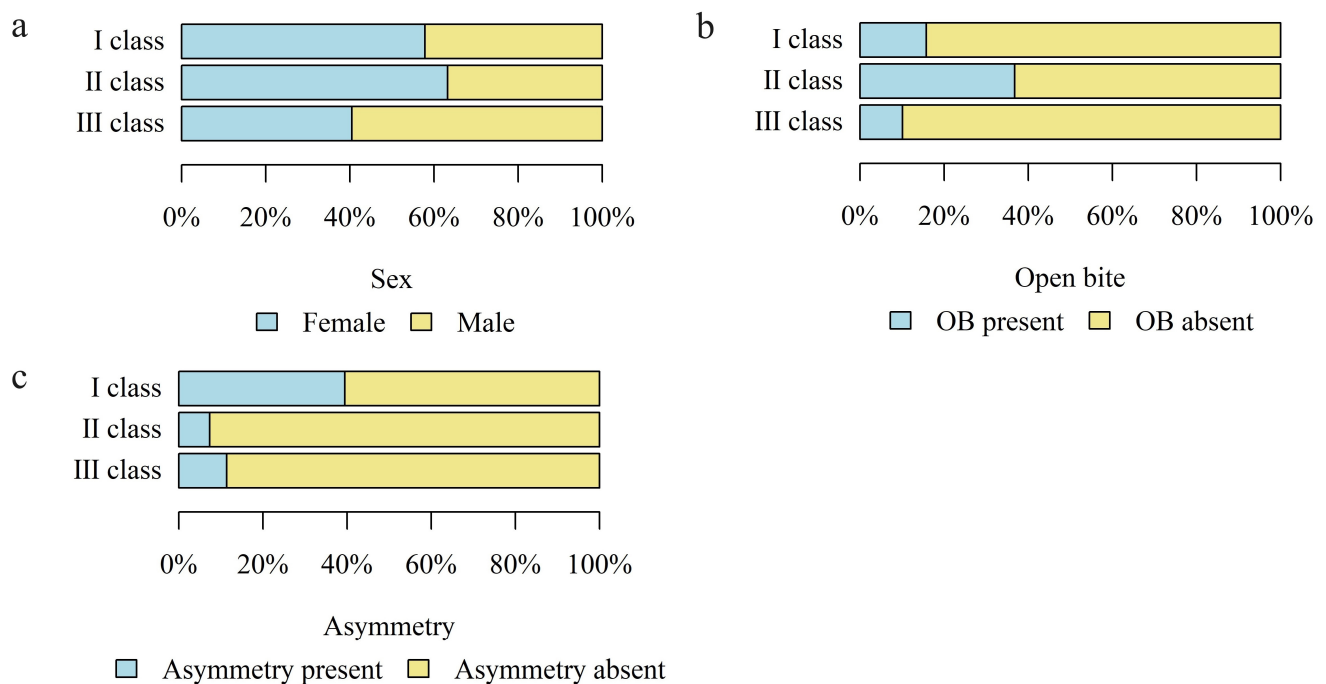 a
I class
II class
III class
0% 20% 40% 60% 80% 100%
Sex
Female Male
b
I class
II class
III class
0% 20% 40% 60% 80% 100%
Open bite
OB present OB absent
c
I class
II class
III class
0% 20% 40% 60% 80% 100%
Asymmetry
Asymmetry present Asymmetry absent